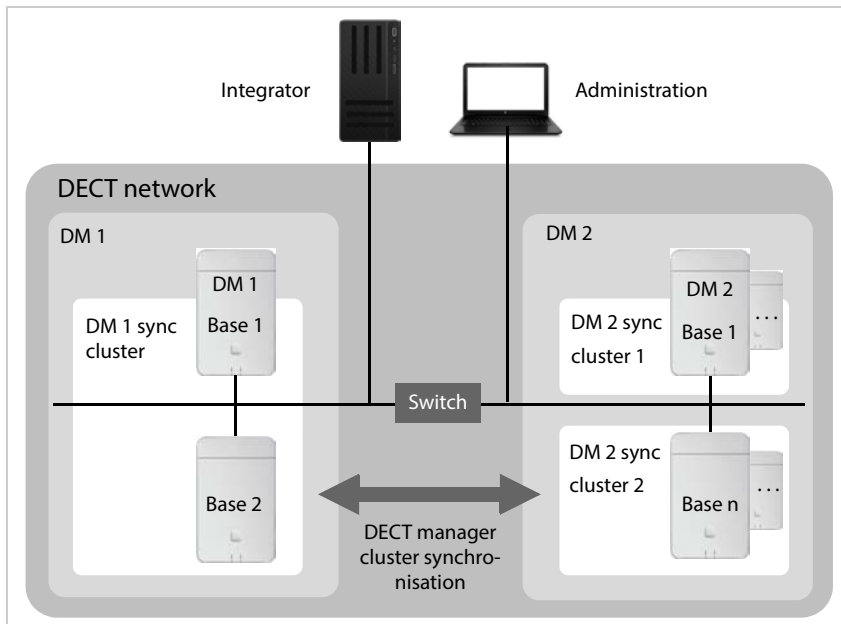 Integrator
Administration
DECT network
DM 1
DM 1
Base 1
DM 1 sync
cluster
Base 2
Switch
DECT manager
cluster synchro-
nisation
DM 2
DM 2
Base 1
...
DM 2 sync
cluster 1
DM 2 sync
cluster 2
Base n
...